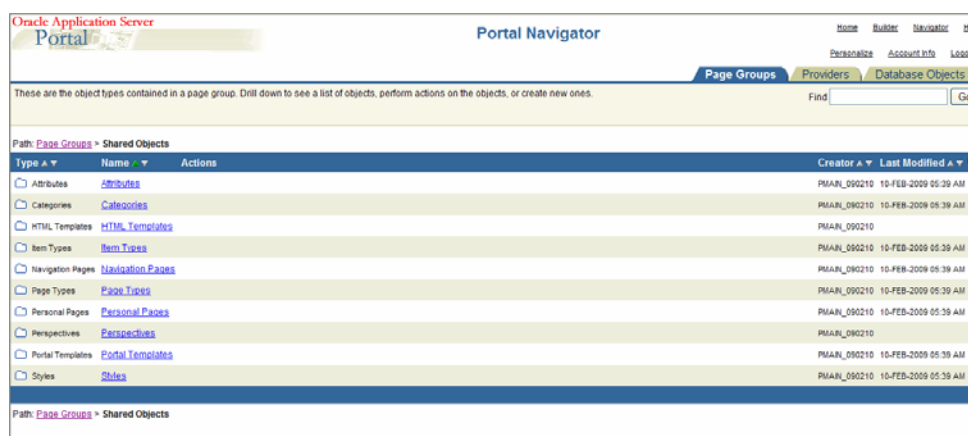 Oracle Application Server
Portal
Portal Navigator
Home Builder Navigator
Personalize Account Info
Page Groups Providers Database Objects
These are the object types contained in a page group. Drill down to see a list of objects, perform actions on the objects, or create new ones.
Find
Path: Page Groups > Shared Objects
Type Name Actions Creator Last Modified
Attributes Attributes PMAIN_090210 10-FEB-2009 05:39 AM
Categories Categories PMAIN_090210 10-FEB-2009 05:39 AM
HTML Templates HTML Templates PMAIN_090210
Item Types Item Types PMAIN_090210 10-FEB-2009 05:39 AM
Navigation Pages Navigation Pages PMAIN_090210 10-FEB-2009 05:39 AM
Page Types Page Types PMAIN_090210 10-FEB-2009 05:39 AM
Personal Pages Personal Pages PMAIN_090210 10-FEB-2009 05:39 AM
Perspectives Perspectives PMAIN_090210
Portal Templates Portal Templates PMAIN_090210 10-FEB-2009 05:39 AM
Styles Styles PMAIN_090210 10-FEB-2009 05:39 AM
Path: Page Groups > Shared Objects